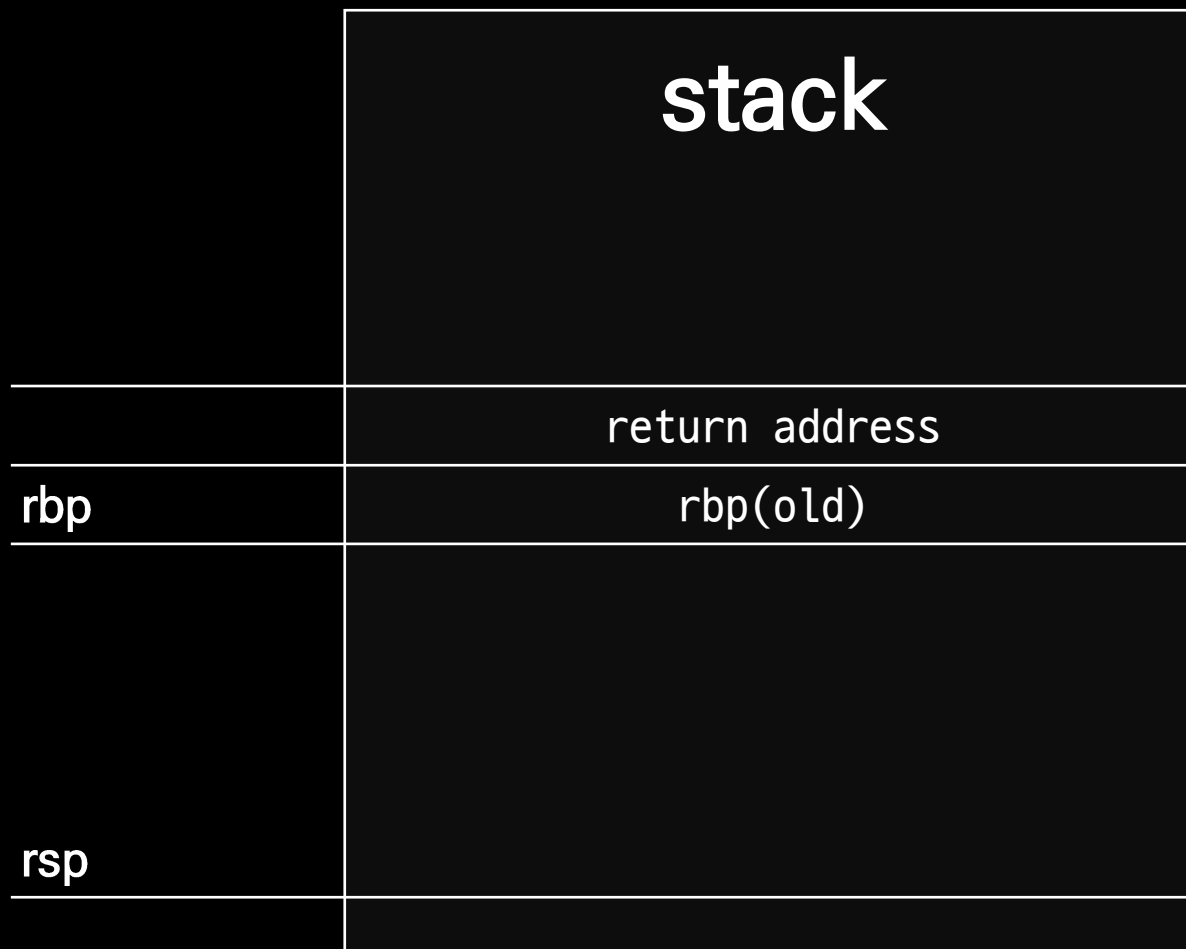 stack
return address
rbp
rbp(old)
rsp